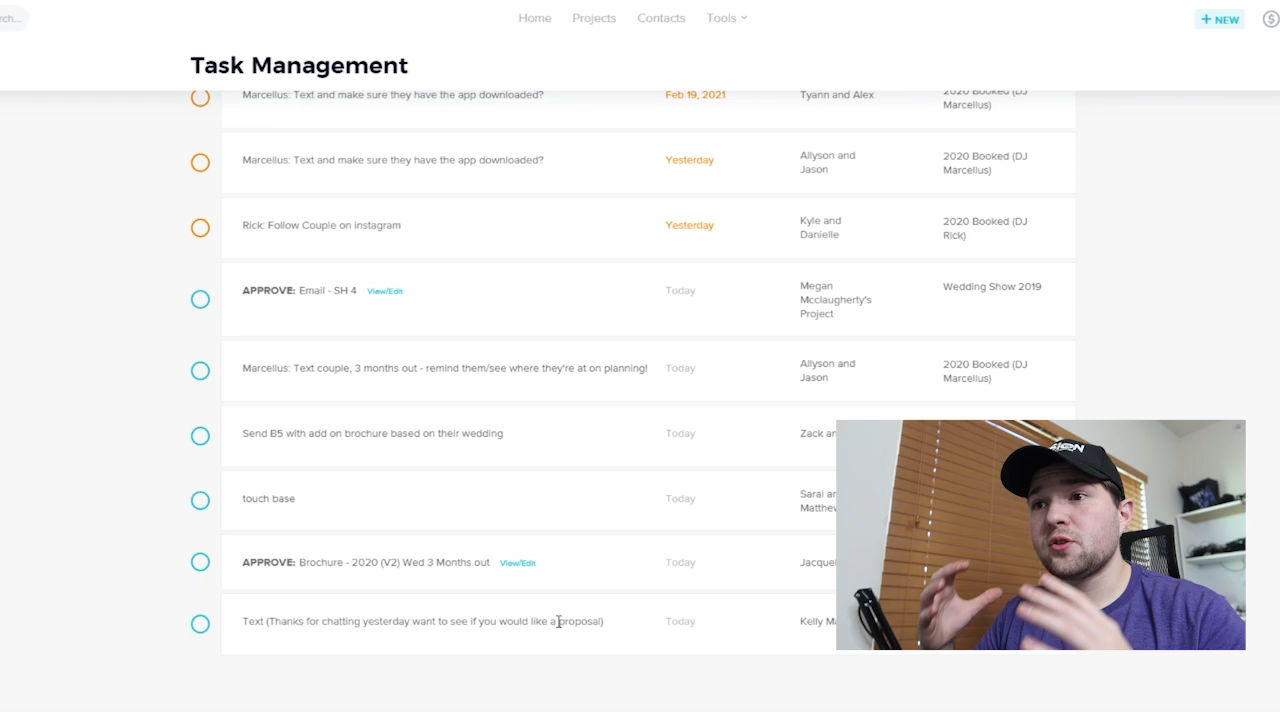 rch...
Home Projects Contacts Tools
+ NEW
$
Task Management
Marcellus: Text and make sure they have the app downloaded? Feb 19, 2021 Tyann and Alex 2020 Booked (DJ
Marcellus)
Marcellus: Text and make sure they have the app downloaded? Yesterday Allyson and 2020 Booked (DJ
Jason Marcellus)
Rick: Follow Couple on instagram Yesterday Kyle and 2020 Booked (DJ
Danielle Rick)
APPROVE: Email - SH 4 View/Edit Today Megan Wedding Show 2019
Mcclaugherty's
Project
Marcellus: Text couple, 3 months out - remind them/see where they're at on planning! Today Allyson and 2020 Booked (DJ
Jason Marcellus)
Send B5 with add on brochure based on their wedding Today Zack
touch base Today Sarai
Matthew
APPROVE: Brochure - 2020 (V2) Wed 3 Months out View/Edit Today Jacquel
Text (Thanks for chatting yesterday want to see if you would like a proposal) Today Kelly